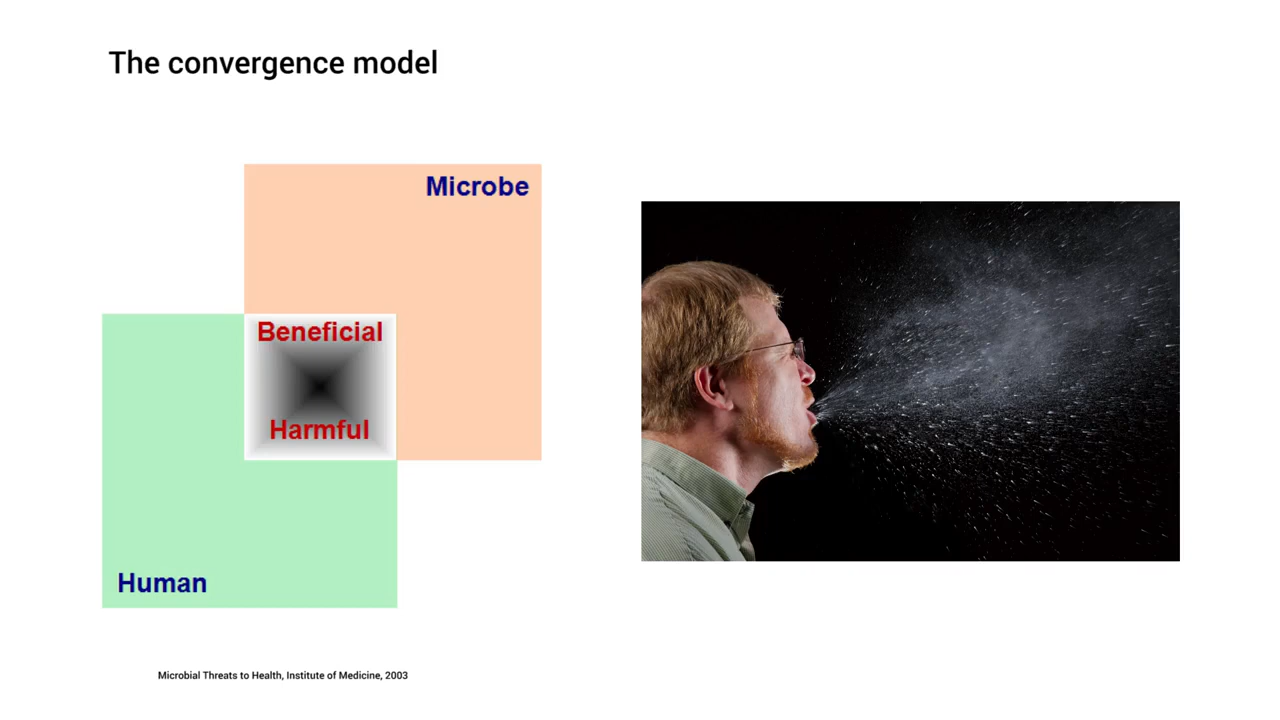 The convergence model
Microbe
Beneficial
Harmful
Human
Microbial Threats to Health, Institute of Medicine, 2003